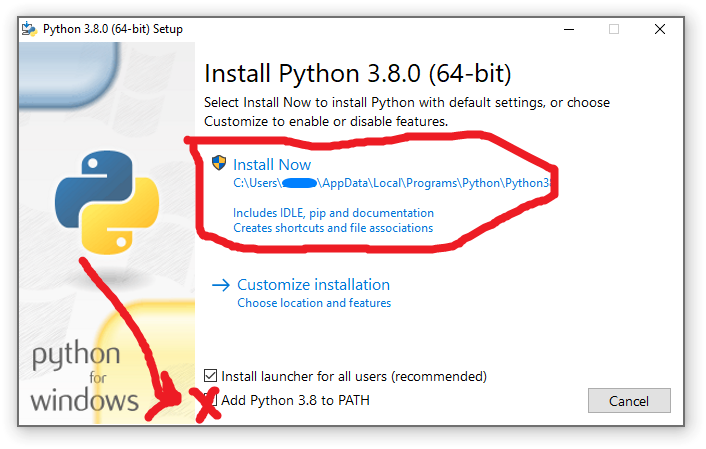 Python 3.8.0 (64-bit) Setup
Install Python 3.8.0 (64-bit)
Select Install Now to install Python with default settings, or choose
Customize to enable or disable features.
Install Now
C:\Users\ \AppData\Local\Programs\Python\Python38
Includes IDLE, pip and documentation
Creates shortcuts and file associations
Customize installation
Choose location and features
python
for
windows
Install launcher for all users (recommended)
Add Python 3.8 to PATH
Cancel